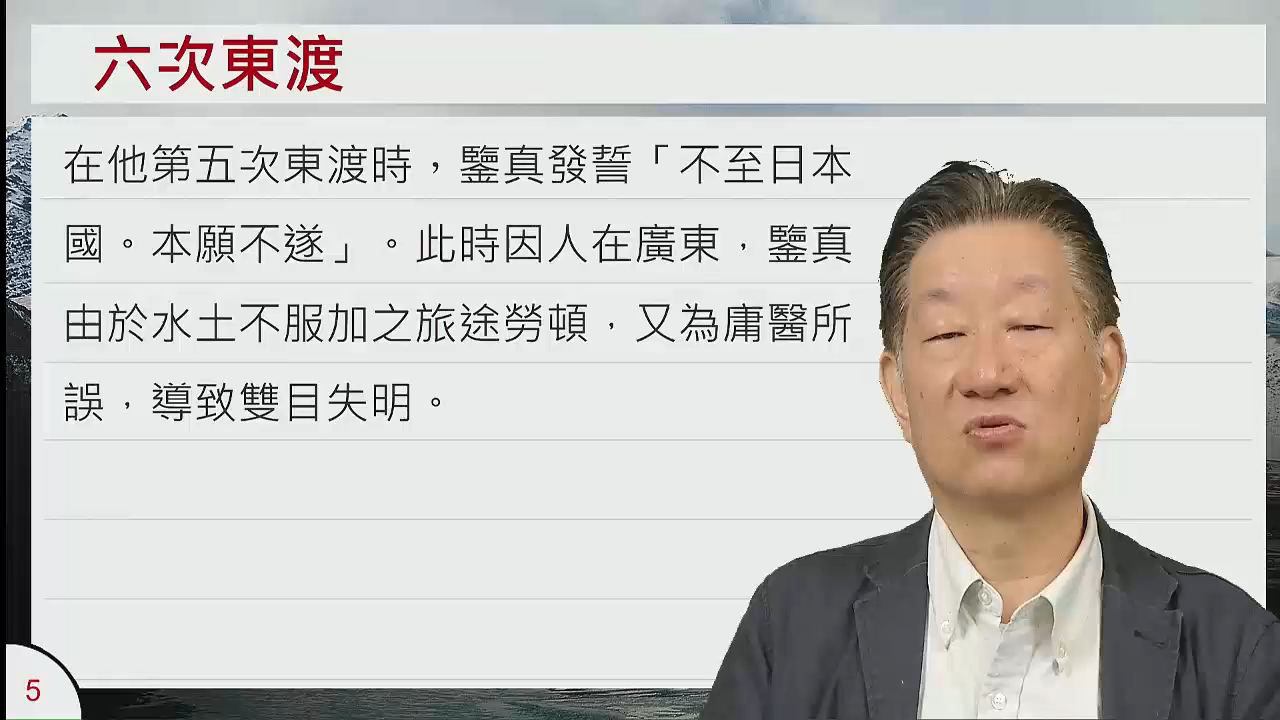 六次東渡
在他第五次東渡時，鑒真發誓「不至日本
國。本願不遂」。此時因人在廣東，鑒真
由於水土不服加之旅途勞頓，又為庸醫所
誤，導致雙目失明。
5